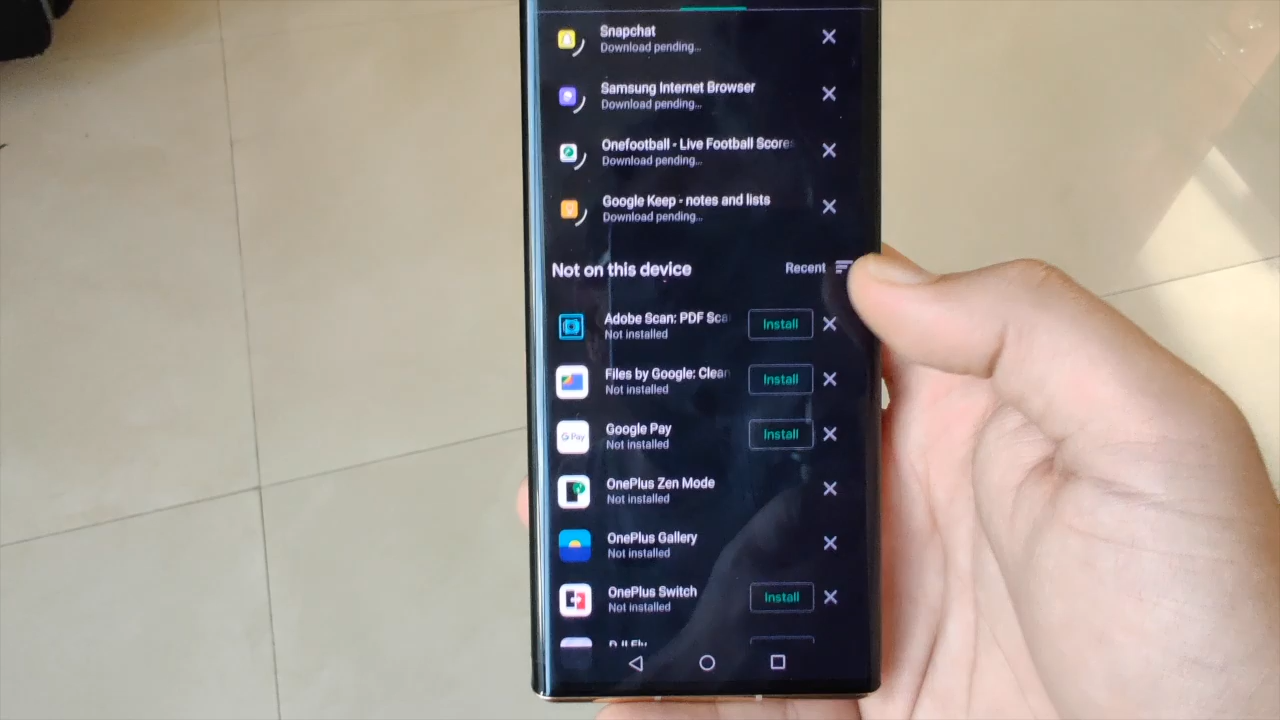 Snapchat
Download pending...
Samsung Internet Browser
Download pending...
Onefootball - Live Football Scores
Download pending...
Google Keep - notes and lists
Download pending...
Not on this device
Recent
Adobe Scan: PDF Sca
Install
Not installed
Files by Google: Clean
Install
Not installed
G Pay
Google Pay
Install
Not installed
OnePlus Zen Mode
Not installed
OnePlus Gallery
Not installed
OnePlus Switch
Install
Not installed